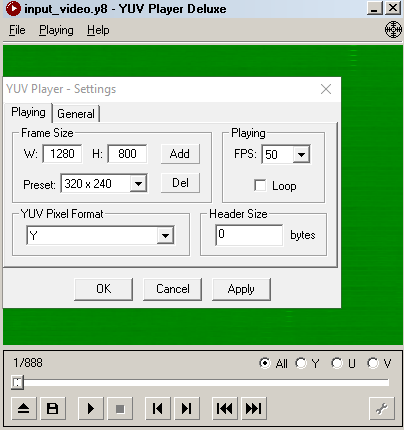 input_video.y8 - YUV Player Deluxe
File Playing Help
YUV Player - Settings
Playing General
Frame Size
W: 1280 H: 800 Add
Preset: 320 x 240 Del
Playing
FPS: 50
Loop
YUV Pixel Format
Y
Header Size
0 bytes
OK Cancel Apply
1/888
All Y U V